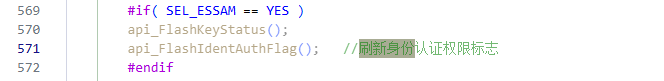 569 #if( SEL_ESSAM == YES )
570 api_FlashKeyStatus();
571 api_FlashIdentAuthFlag(); //刷新身份认证权限标志
572 #endif